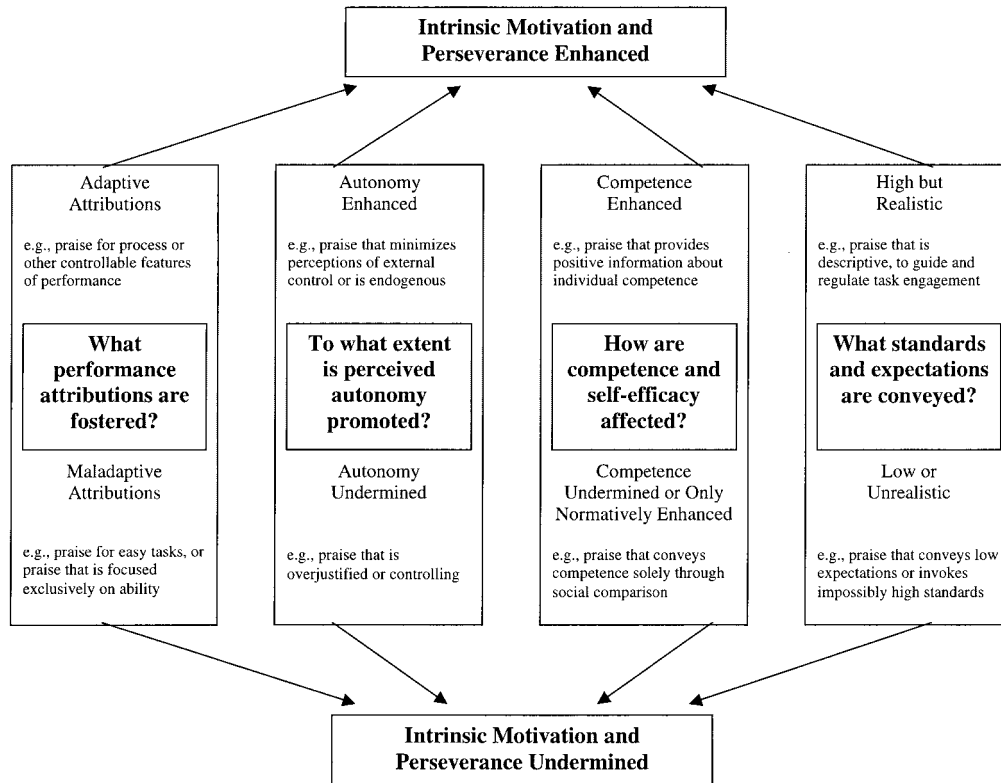 Intrinsic Motivation and
Perseverance Enhanced
Adaptive
Attributions
e.g., praise for process or
other controllable features
of performance
What
performance
attributions are
fostered?
Maladaptive
Attributions
e.g., praise for easy tasks, or
praise that is focused
exclusively on ability
Autonomy
Enhanced
e.g., praise that minimizes
perceptions of external
control or is endogenous
To what extent
is perceived
autonomy
promoted?
Autonomy
Undermined
e.g., praise that is
overjustified or controlling
Competence
Enhanced
e.g., praise that provides
positive information about
individual competence
How are
competence and
self-efficacy
affected?
Competence
Undermined or Only
Normatively Enhanced
e.g., praise that conveys
competence solely through
social comparison
High but
Realistic
e.g., praise that is
descriptive, to guide and
regulate task engagement
What standards
and expectations
are conveyed?
Low or
Unrealistic
e.g., praise that conveys low
expectations or invokes
impossibly high standards
Intrinsic Motivation and
Perseverance Undermined